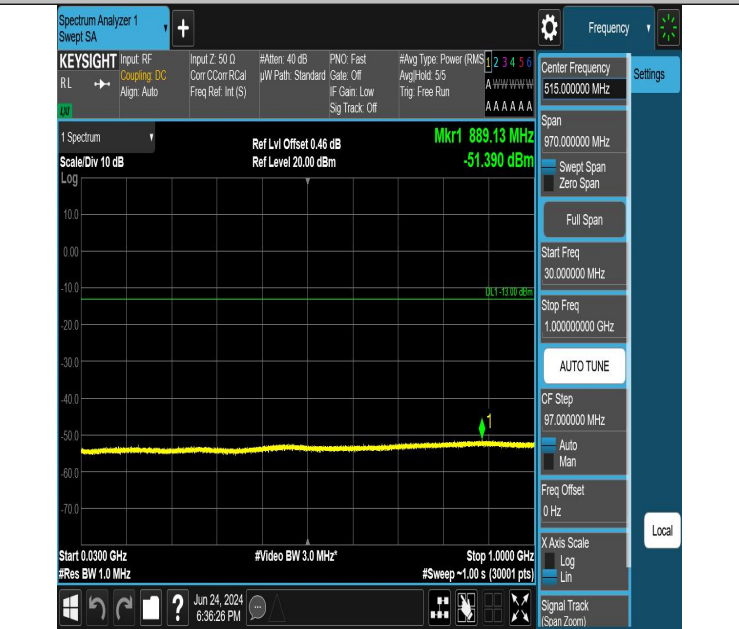 Spectrum Analyzer 1
Swept SA
+
Frequency
KEYSIGHT
RL
LXI
Input: RF
Coupling: DC
Align: Auto
Input Z: 50 Ω
Corr CCorr RCal
Freq Ref: Int (S)
#Atten: 40 dB
µW Path: Standard
PNO: Fast
Gate: Off
IF Gain: Low
Sig Track: Off
#Avg Type: Power (RMS
Avg|Hold: 5/5
Trig: Free Run
1 2 3 4 5 6
A W W W W W
A A A A A A
1 Spectrum
Scale/Div 10 dB
Log
Ref Lvl Offset 0.46 dB
Ref Level 20.00 dBm
Mkr1 889.13 MHz
-51.390 dBm
10.0
0.00
-10.0
DL1 -13.00 dBm
-20.0
-30.0
-40.0
1
-50.0
-60.0
-70.0
Start 0.0300 GHz
#Res BW 1.0 MHz
#Video BW 3.0 MHz*
Stop 1.0000 GHz
#Sweep ~1.00 s (30001 pts)
Center Frequency
515.000000 MHz
Settings
Span
970.000000 MHz
Swept Span
Zero Span
Full Span
Start Freq
30.000000 MHz
Stop Freq
1.000000000 GHz
AUTO TUNE
CF Step
97.000000 MHz
Auto
Man
Freq Offset
0 Hz
X Axis Scale
Log
Lin
Local
Signal Track
(Span Zoom)
?
Jun 24, 2024
6:36:26 PM